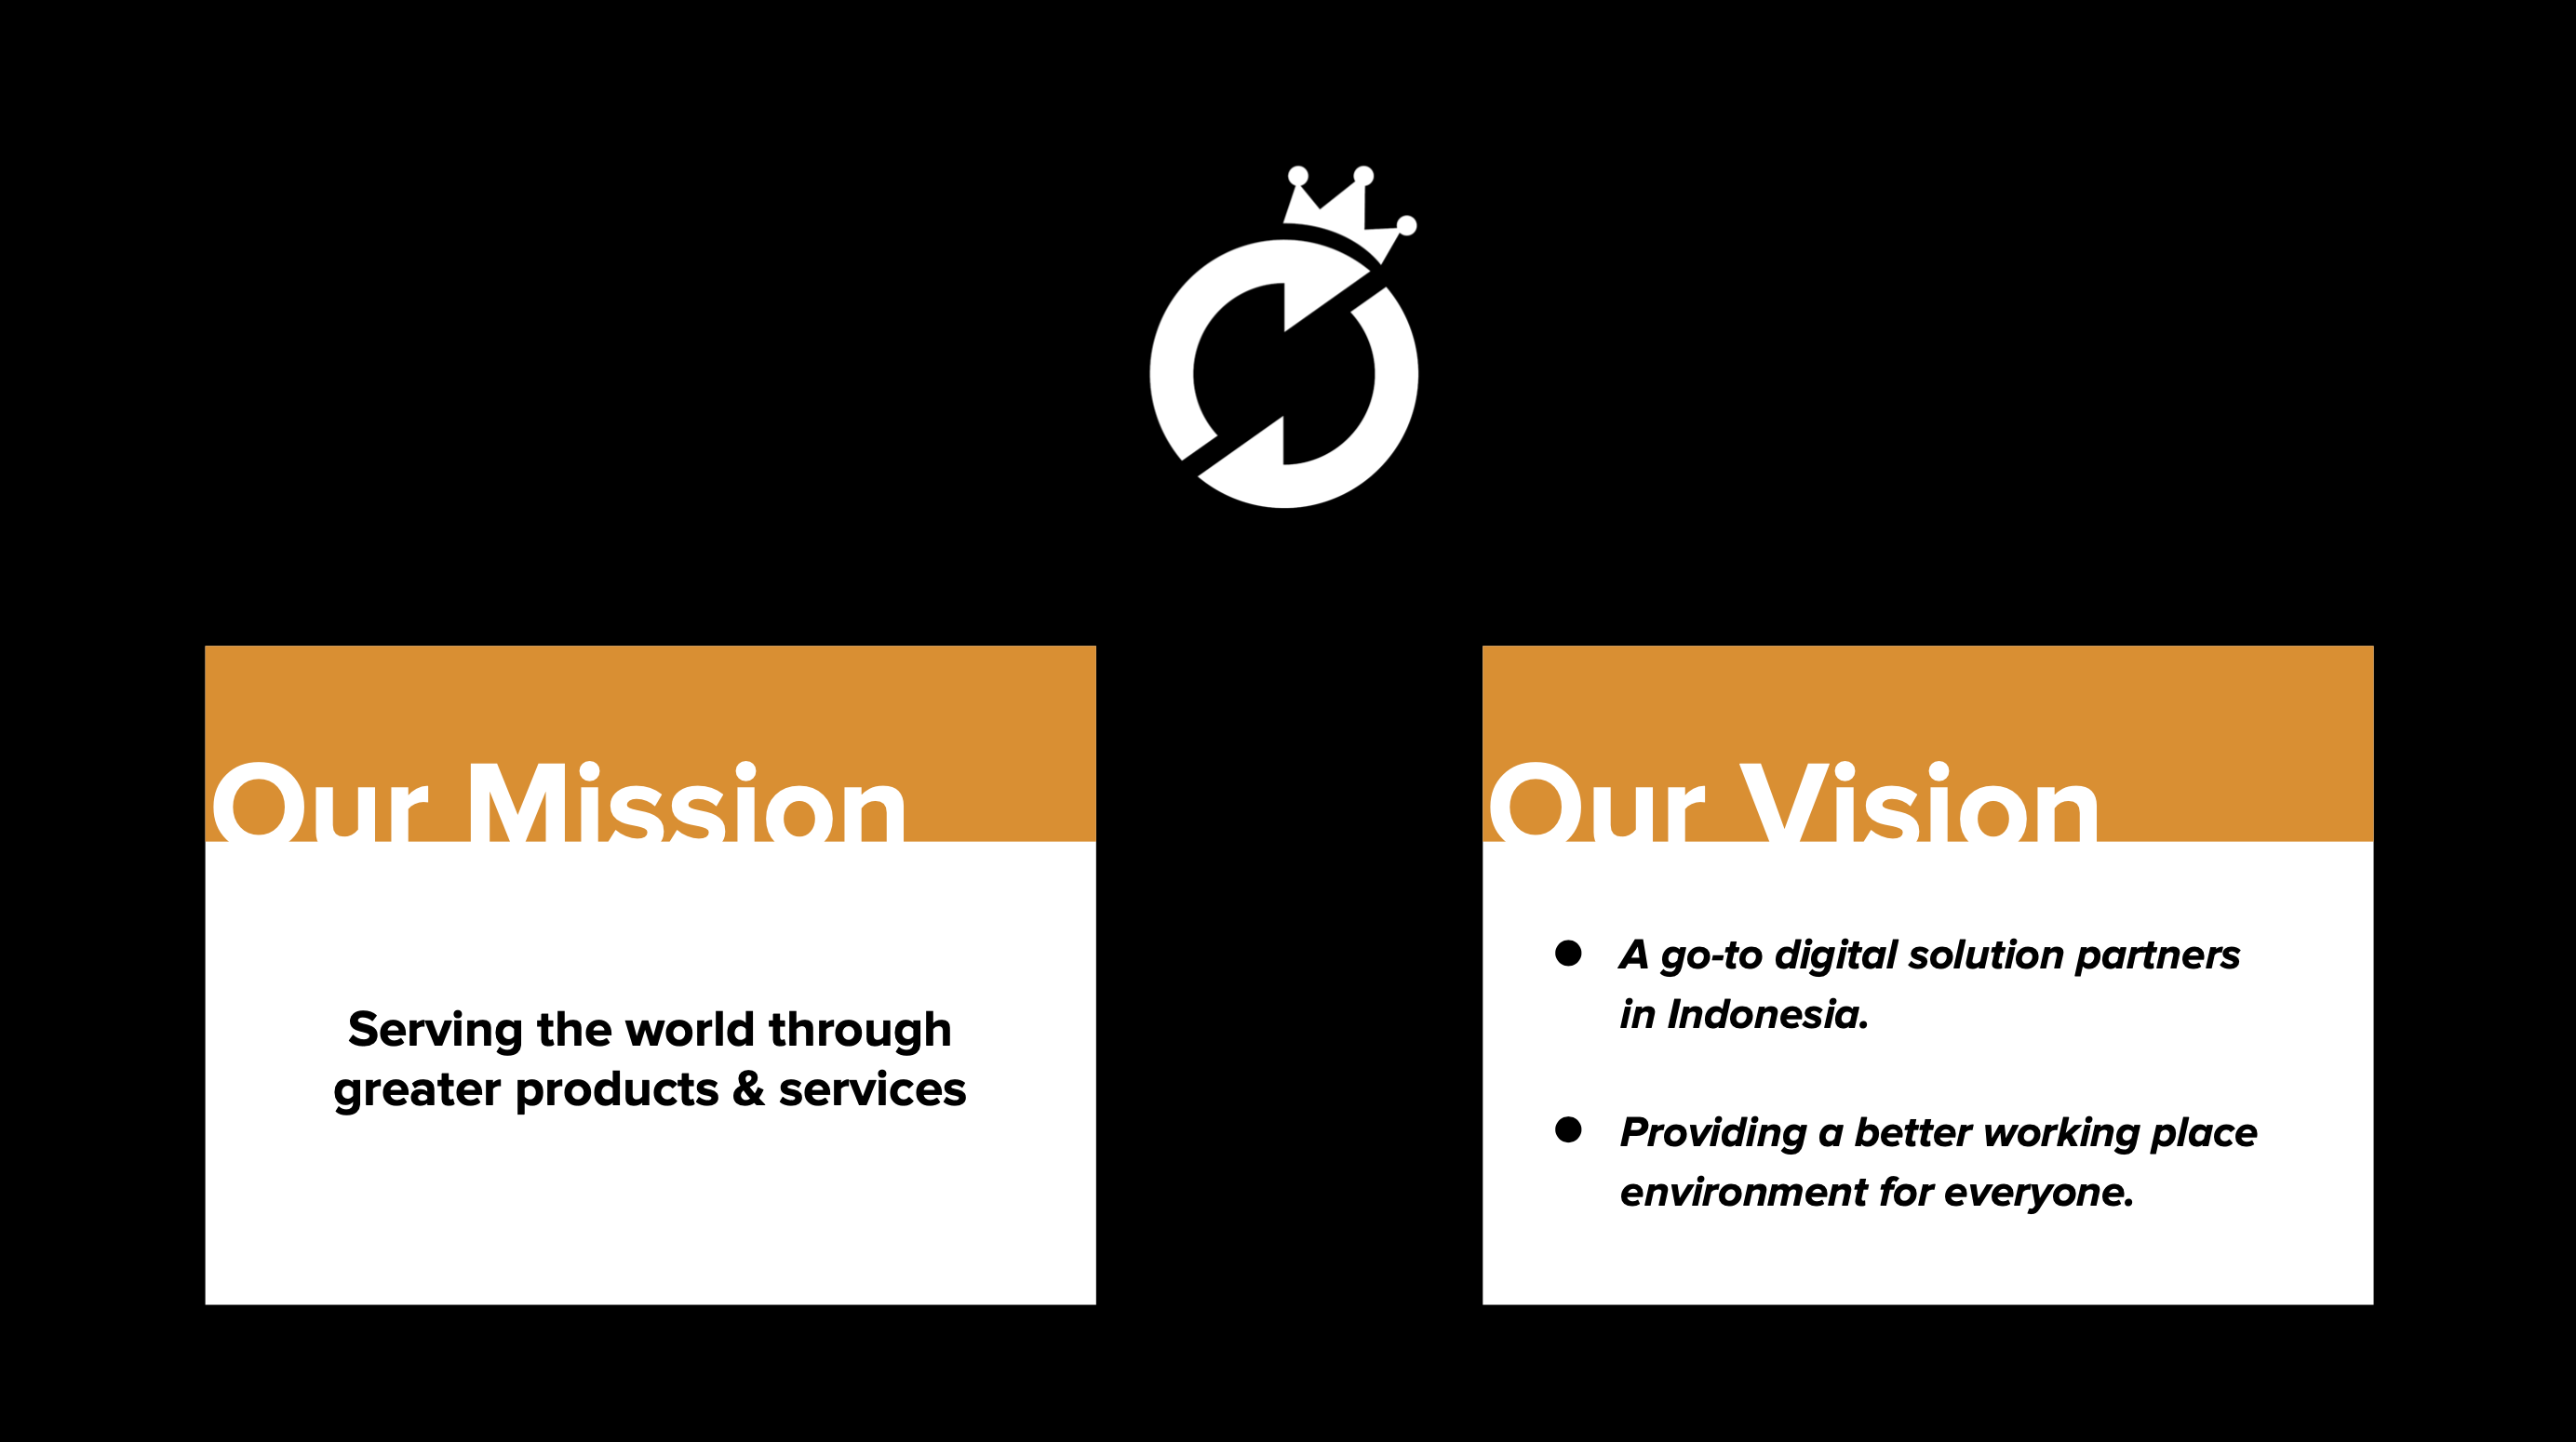 Our Mission
Serving the world through
greater products & services
Our Vision
● A go-to digital solution partners
in Indonesia.
● Providing a better working place
environment for everyone.